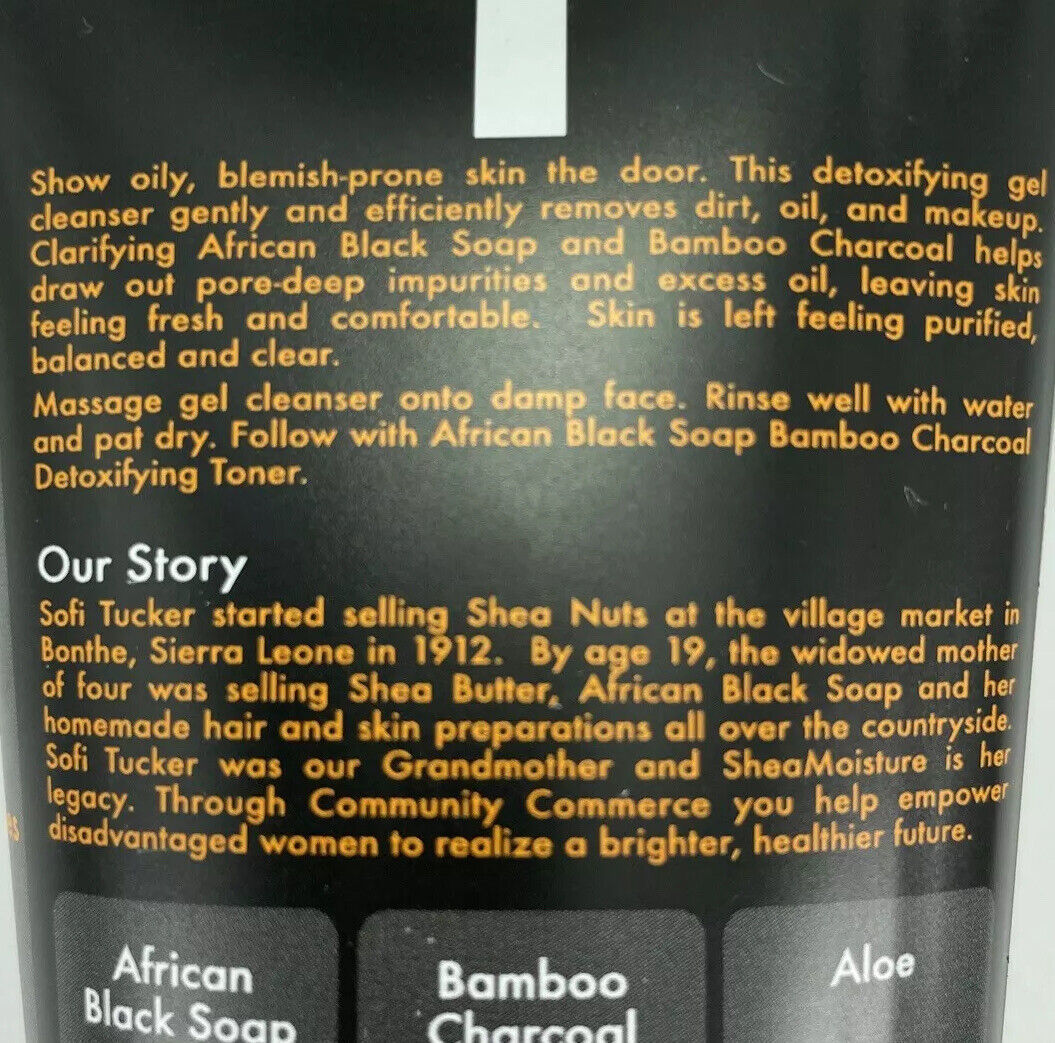 Show oily, blemish-prone skin the door. This detoxifying gel
cleanser gently and efficiently removes dirt, oil, and makeup.
Clarifying African Black Soap and Bamboo Charcoal helps
draw out pore-deep impurities and excess oil, leaving skin
feeling fresh and comfortable. Skin is left feeling purified,
balanced and clear.
Massage gel cleanser onto damp face. Rinse well with water
and pat dry. Follow with African Black Soap Bamboo Charcoal
Detoxifying Toner.
Our Story
Sofi Tucker started selling Shea Nuts at the village market in
Bonthe, Sierra Leone in 1912. By age 19, the widowed mother
of four was selling Shea Butter, African Black Soap and her
homemade hair and skin preparations all over the countryside.
Sofi Tucker was our Grandmother and SheaMoisture is her
legacy. Through Community Commerce you help empower
disadvantaged women to realize a brighter, healthier future.
African
Black Soap
Bamboo
Charcoal
Aloe